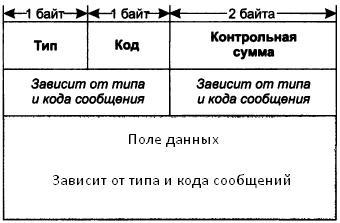 1 байт 1 байт 2 байта
Тип Код Контрольная
сумма
Зависит от типа Зависит от типа
и кода сообщения и кода сообщения
Поле данных
Зависит от типа и кода сообщений